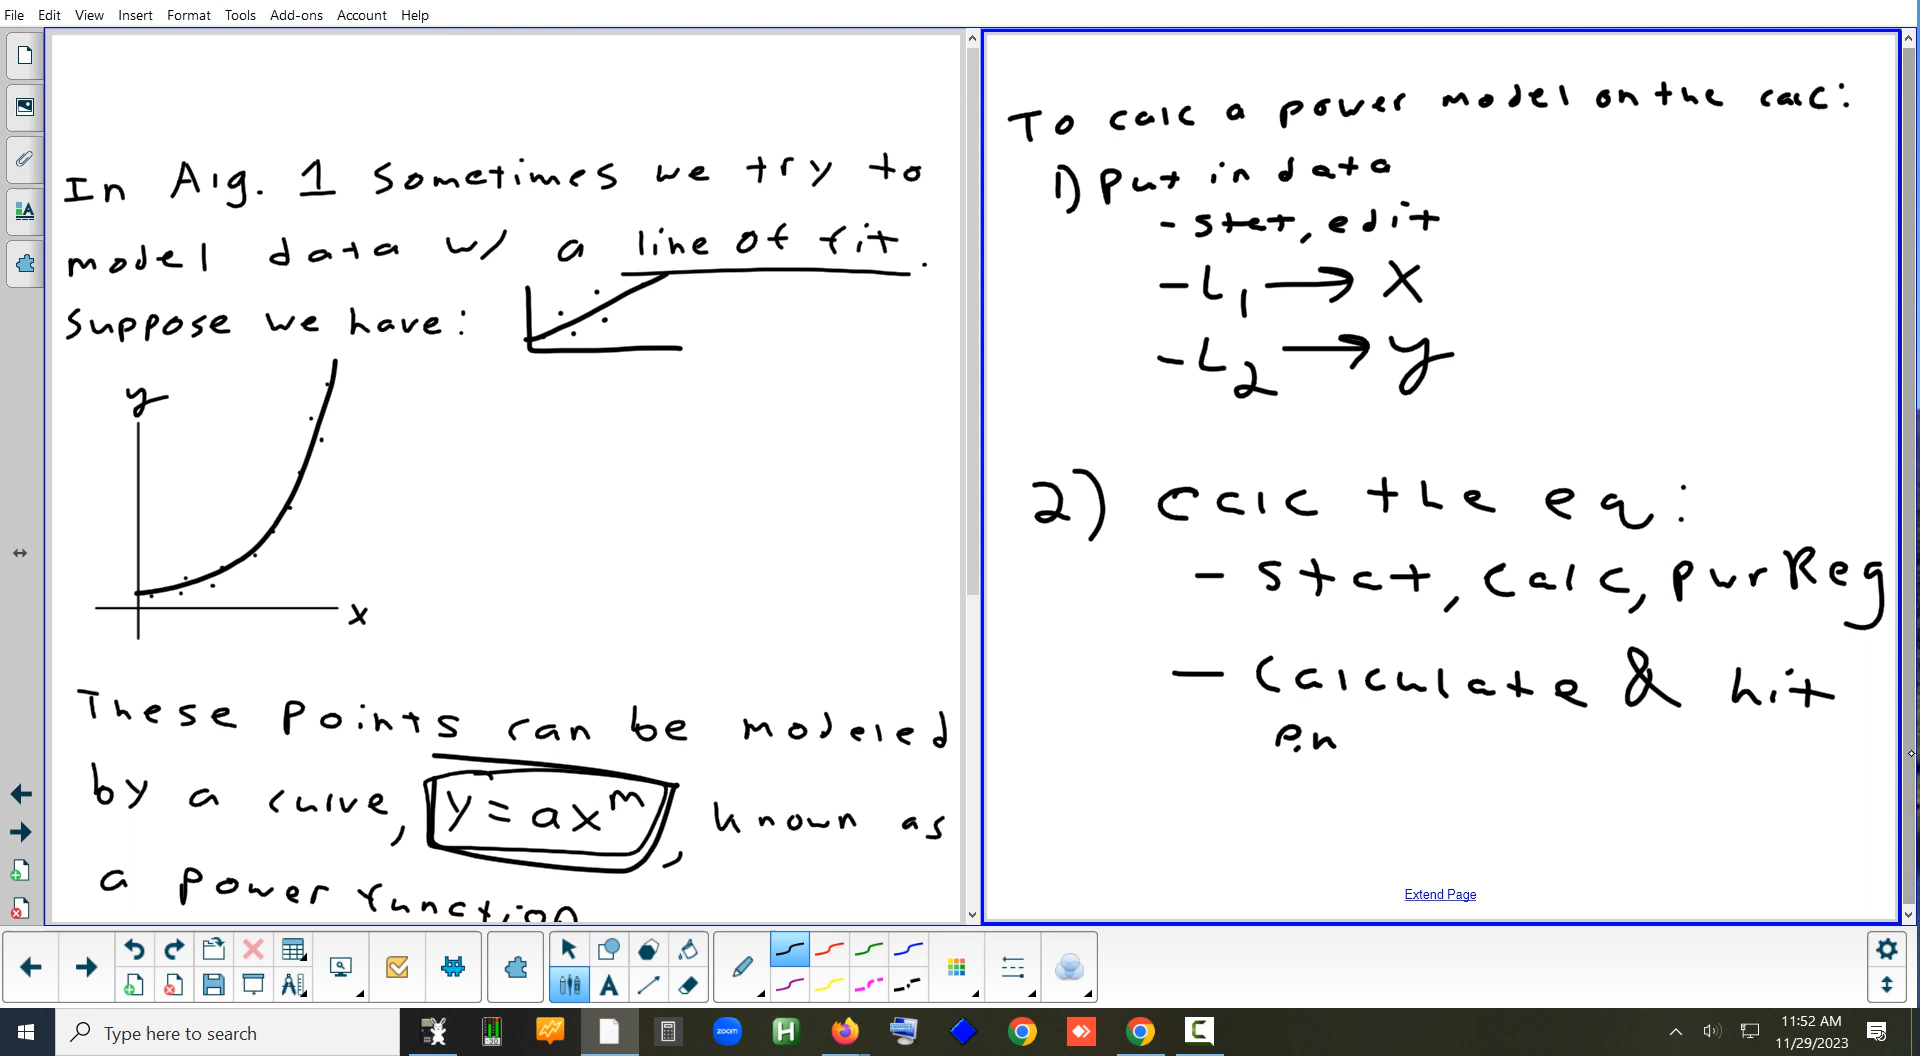 File Edit View Insert Format Tools Add-ons Account Help
In Alg. 1 sometimes we try to
model data w/ a line of fit.
Suppose we have:
y
x
These points can be modeled
by a curve, y = ax^m, known as
a power function
To calc a power model on the calc:
1) Put in data
- stat, edit
- L1 → X
- L2 → y
2) calc the eq:
- stat, calc, pwrReg
- calculate & hit
en
Extend Page
Type here to search
zoom
11:52 AM
11/29/2023